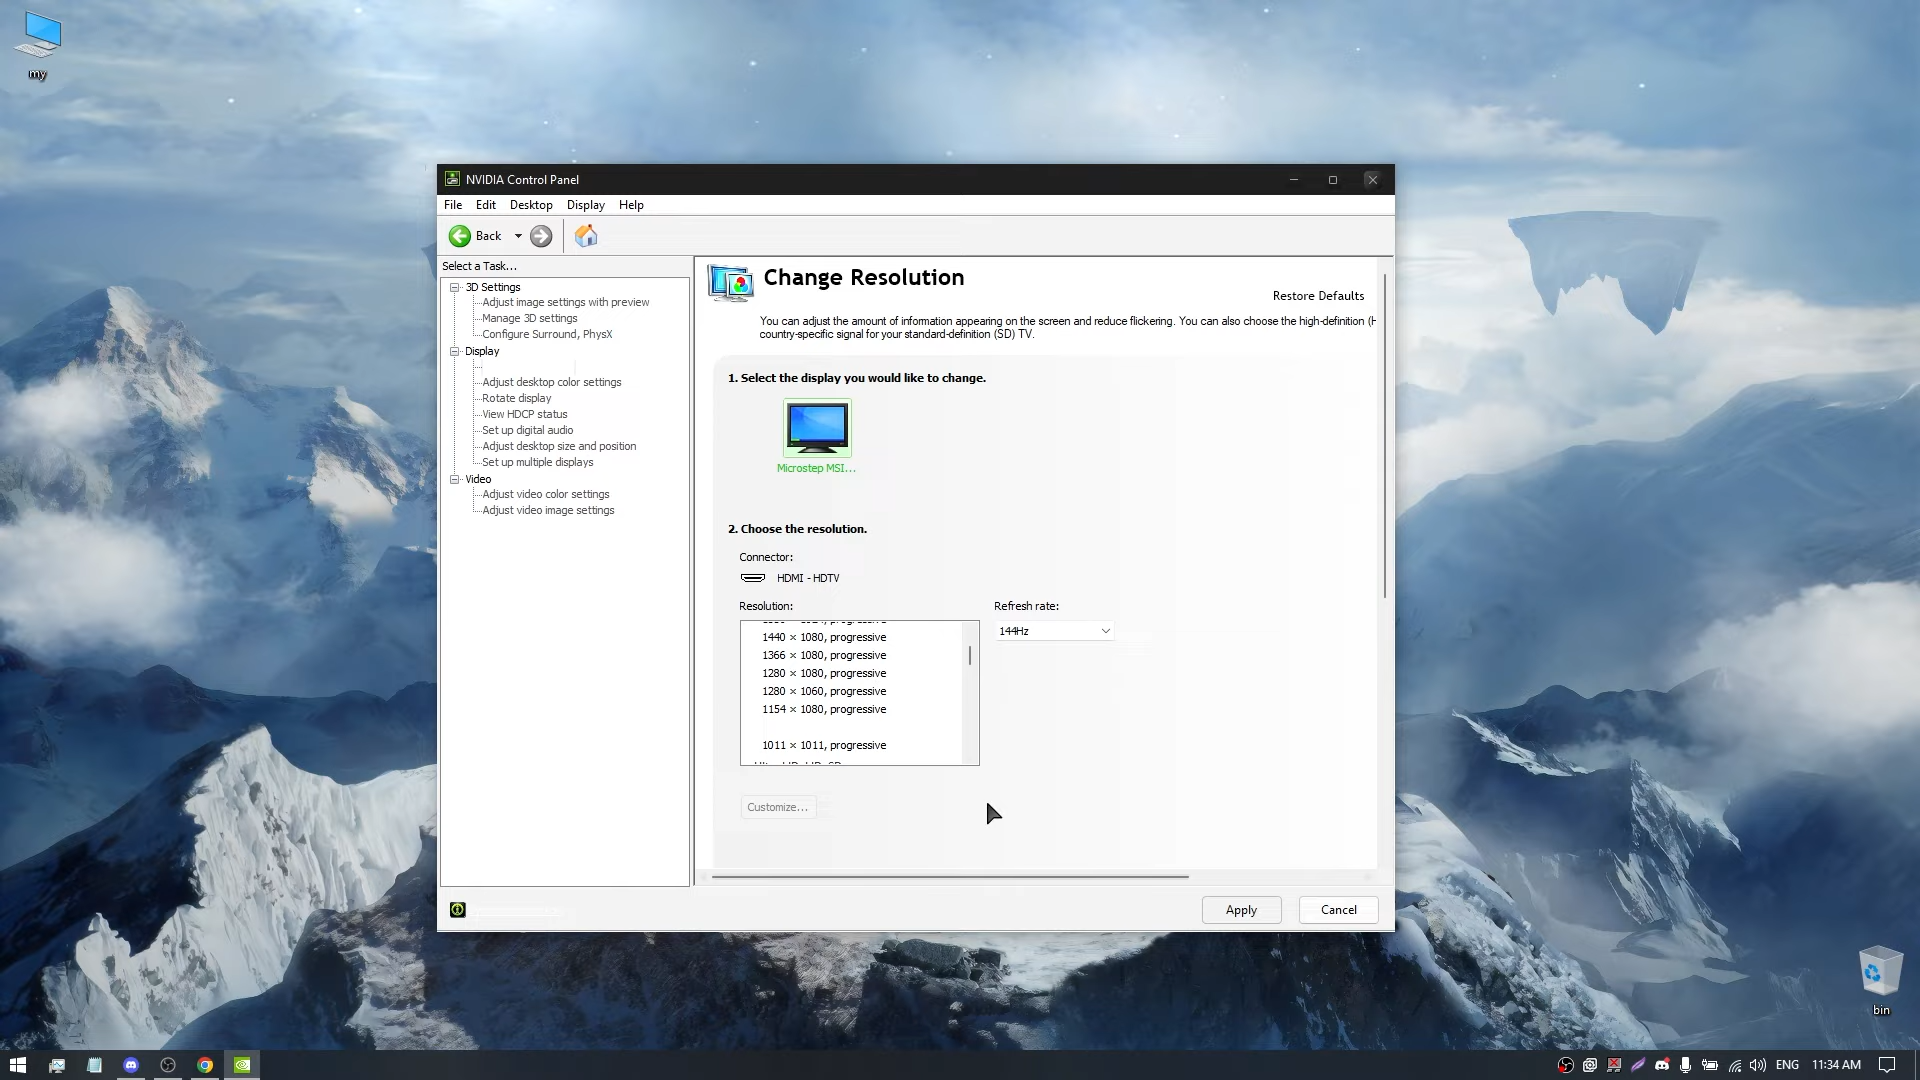 my
NVIDIA Control Panel
File Edit Desktop Display Help
Back
Select a Task...
3D Settings
Adjust image settings with preview
Manage 3D settings
Configure Surround, PhysX
Display
Adjust desktop color settings
Rotate display
View HDCP status
Set up digital audio
Adjust desktop size and position
Set up multiple displays
Video
Adjust video color settings
Adjust video image settings
Change Resolution
Restore Defaults
You can adjust the amount of information appearing on the screen and reduce flickering. You can also choose the high-definition (H
country-specific signal for your standard-definition (SD) TV.
1. Select the display you would like to change.
Microstep MSI...
2. Choose the resolution.
Connector:
HDMI - HDTV
Resolution:
Refresh rate:
144Hz
1440 × 1080, progressive
1366 × 1080, progressive
1280 × 1080, progressive
1280 × 1060, progressive
1154 × 1080, progressive
1011 × 1011, progressive
Customize...
Apply
Cancel
bin
ENG 11:34 AM